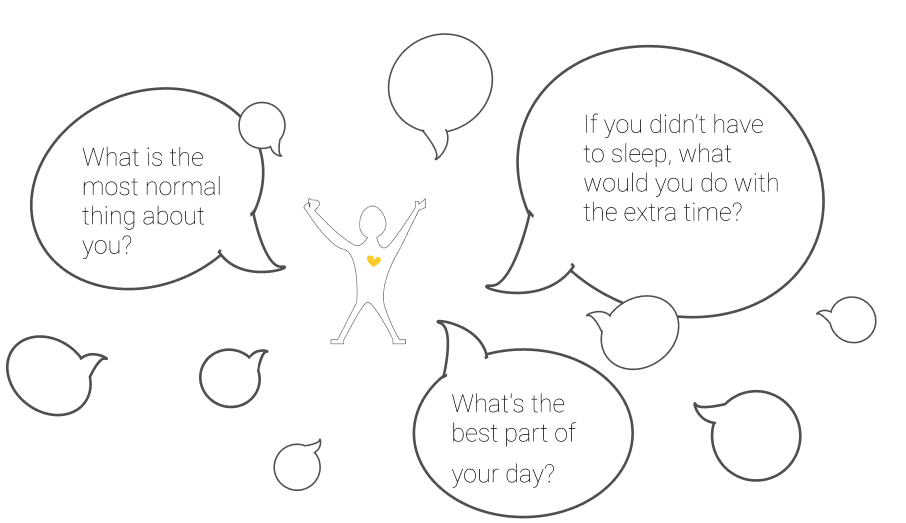 What is the
most normal
thing about
you?
If you didn’t have
to sleep, what
would you do with
the extra time?
What's the
best part of
your day?